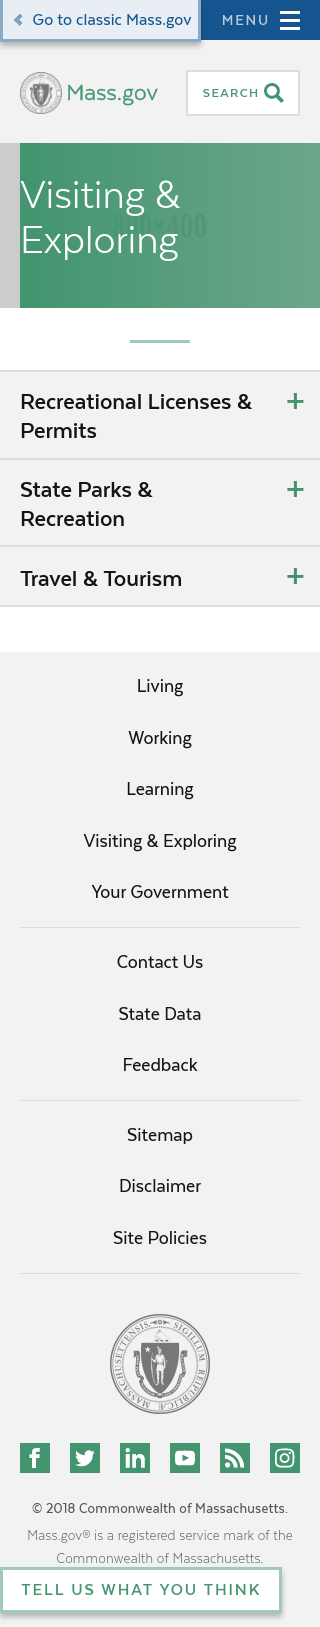 Go to classic Mass.gov
MENU
Mass.gov
SEARCH
Visiting &
Exploring
Recreational Licenses &
Permits
State Parks &
Recreation
Travel & Tourism
Living
Working
Learning
Visiting & Exploring
Your Government
Contact Us
State Data
Feedback
Sitemap
Disclaimer
Site Policies
© 2018 Commonwealth of Massachusetts.
Mass.gov® is a registered service mark of the
Commonwealth of Massachusetts.
TELL US WHAT YOU THINK